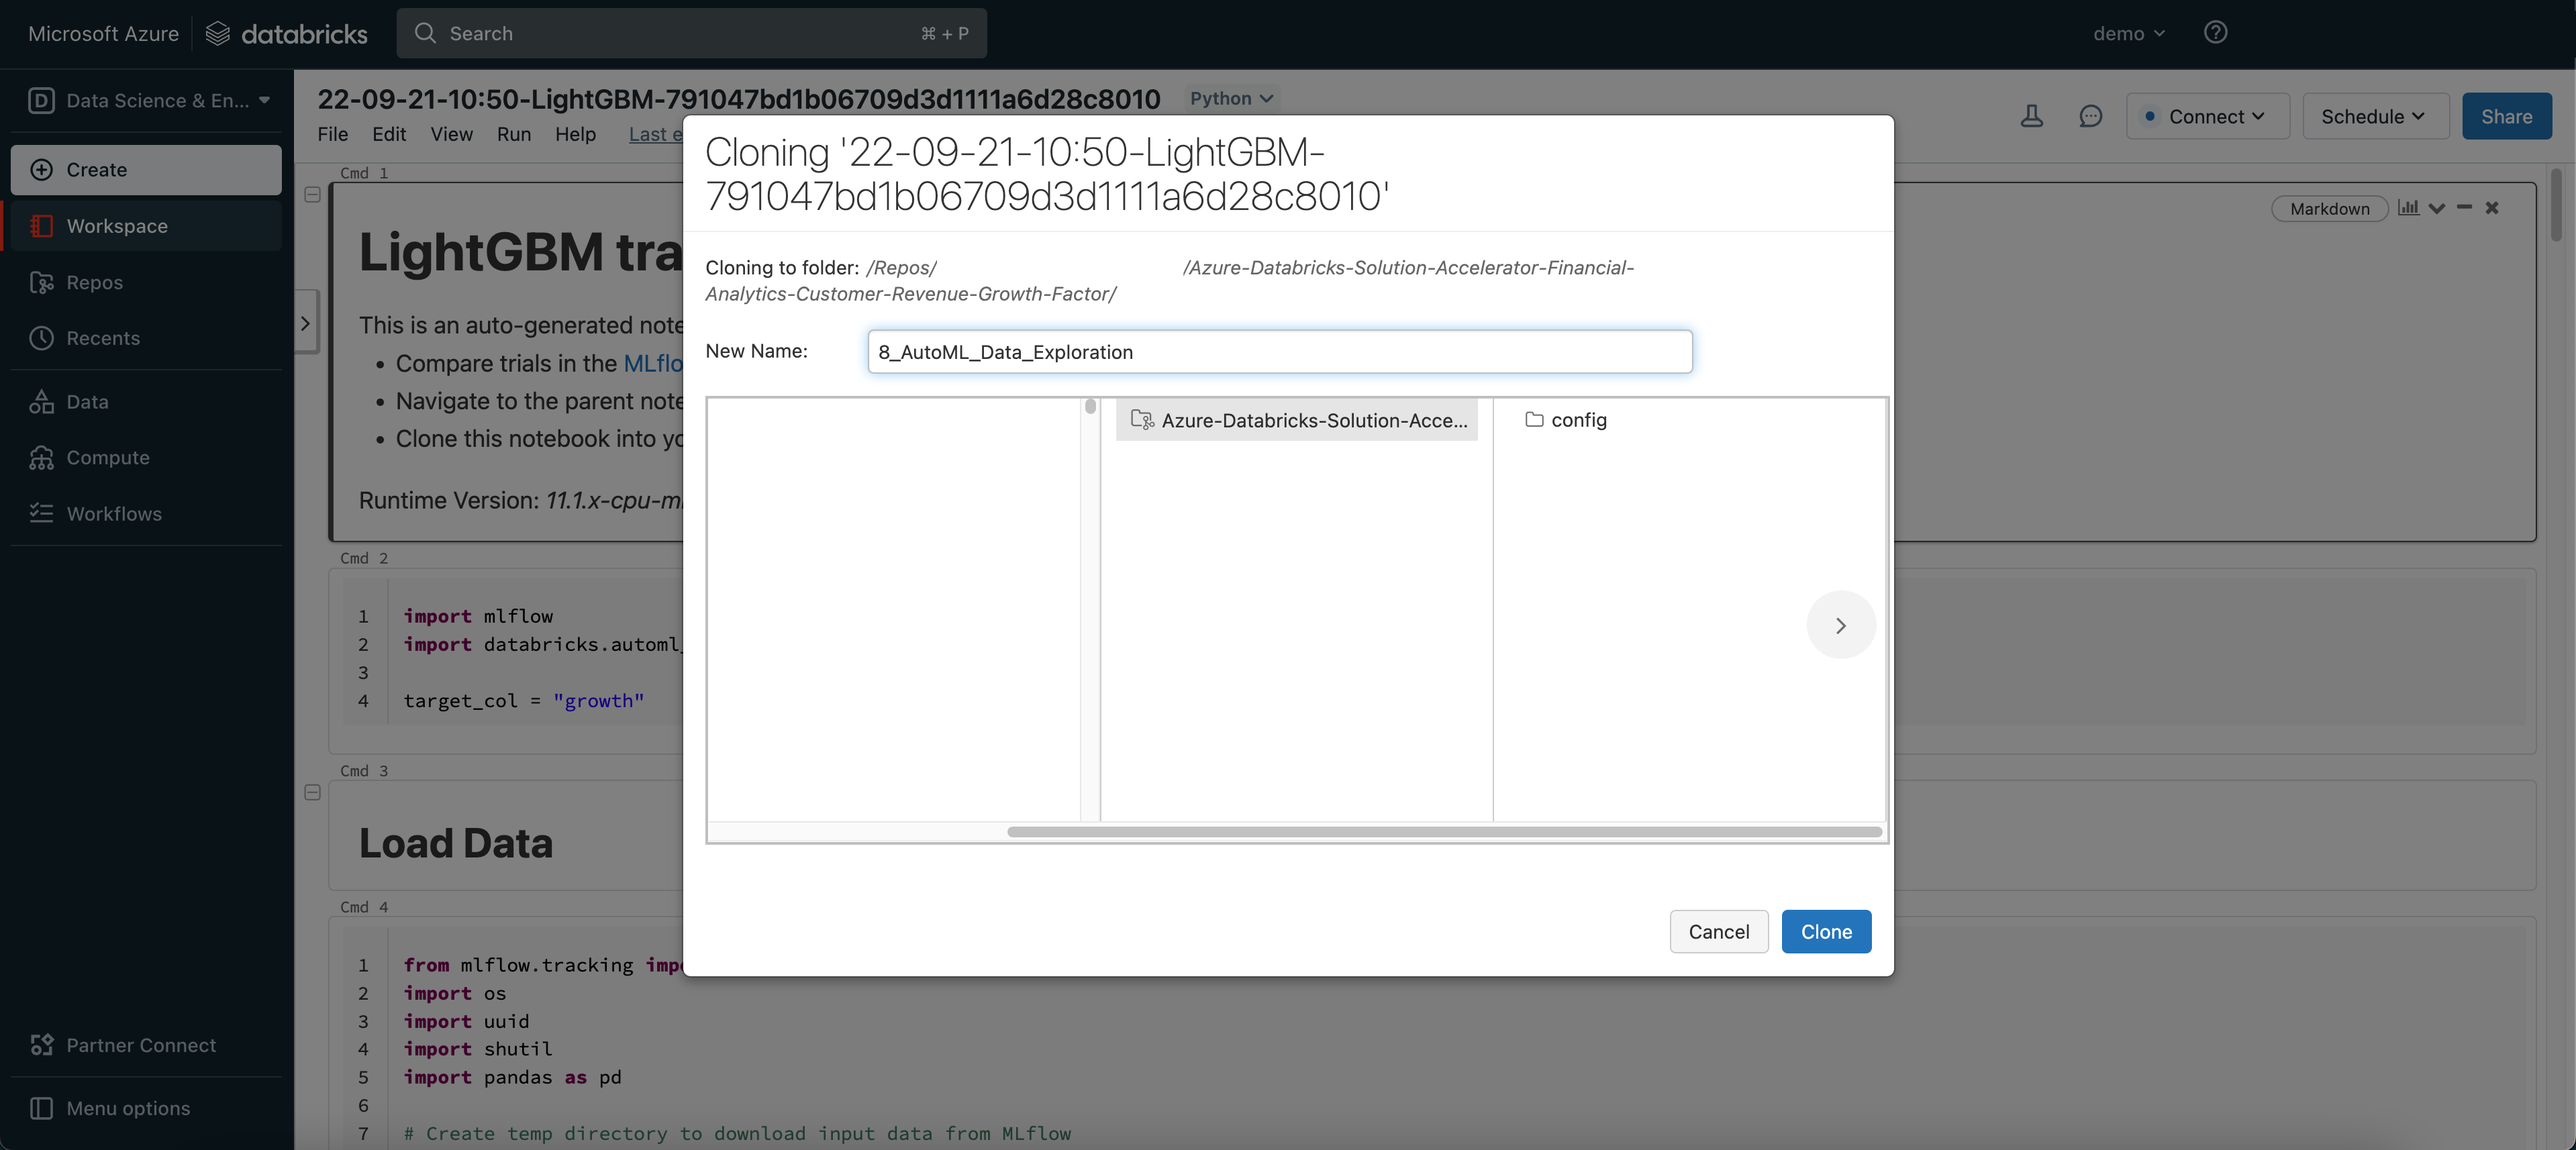 Microsoft Azure databricks Search ⌘ + P demo
D Data Science & En...
22-09-21-10:50-LightGBM-791047bd1b06709d3d1111a6d28c8010 Python
File Edit View Run Help Last e
Connect Schedule Share
Create
Workspace
Repos
Recents
Data
Compute
Workflows
Partner Connect
Menu options
Cmd 1
Markdown
LightGBM tra
This is an auto-generated note
• Compare trials in the MLflo
• Navigate to the parent note
• Clone this notebook into yo
Runtime Version: 11.1.x-cpu-m
Cmd 2
1 import mlflow
2 import databricks.automl_
3
4 target_col = "growth"
Cmd 3
Load Data
Cmd 4
1 from mlflow.tracking impo
2 import os
3 import uuid
4 import shutil
5 import pandas as pd
6
7 # Create temp directory to download input data from MLflow
Cloning '22-09-21-10:50-LightGBM-
791047bd1b06709d3d1111a6d28c8010'
Cloning to folder: /Repos/ /Azure-Databricks-Solution-Accelerator-Financial-
Analytics-Customer-Revenue-Growth-Factor/
New Name: 8_AutoML_Data_Exploration
Azure-Databricks-Solution-Acce... config
Cancel Clone